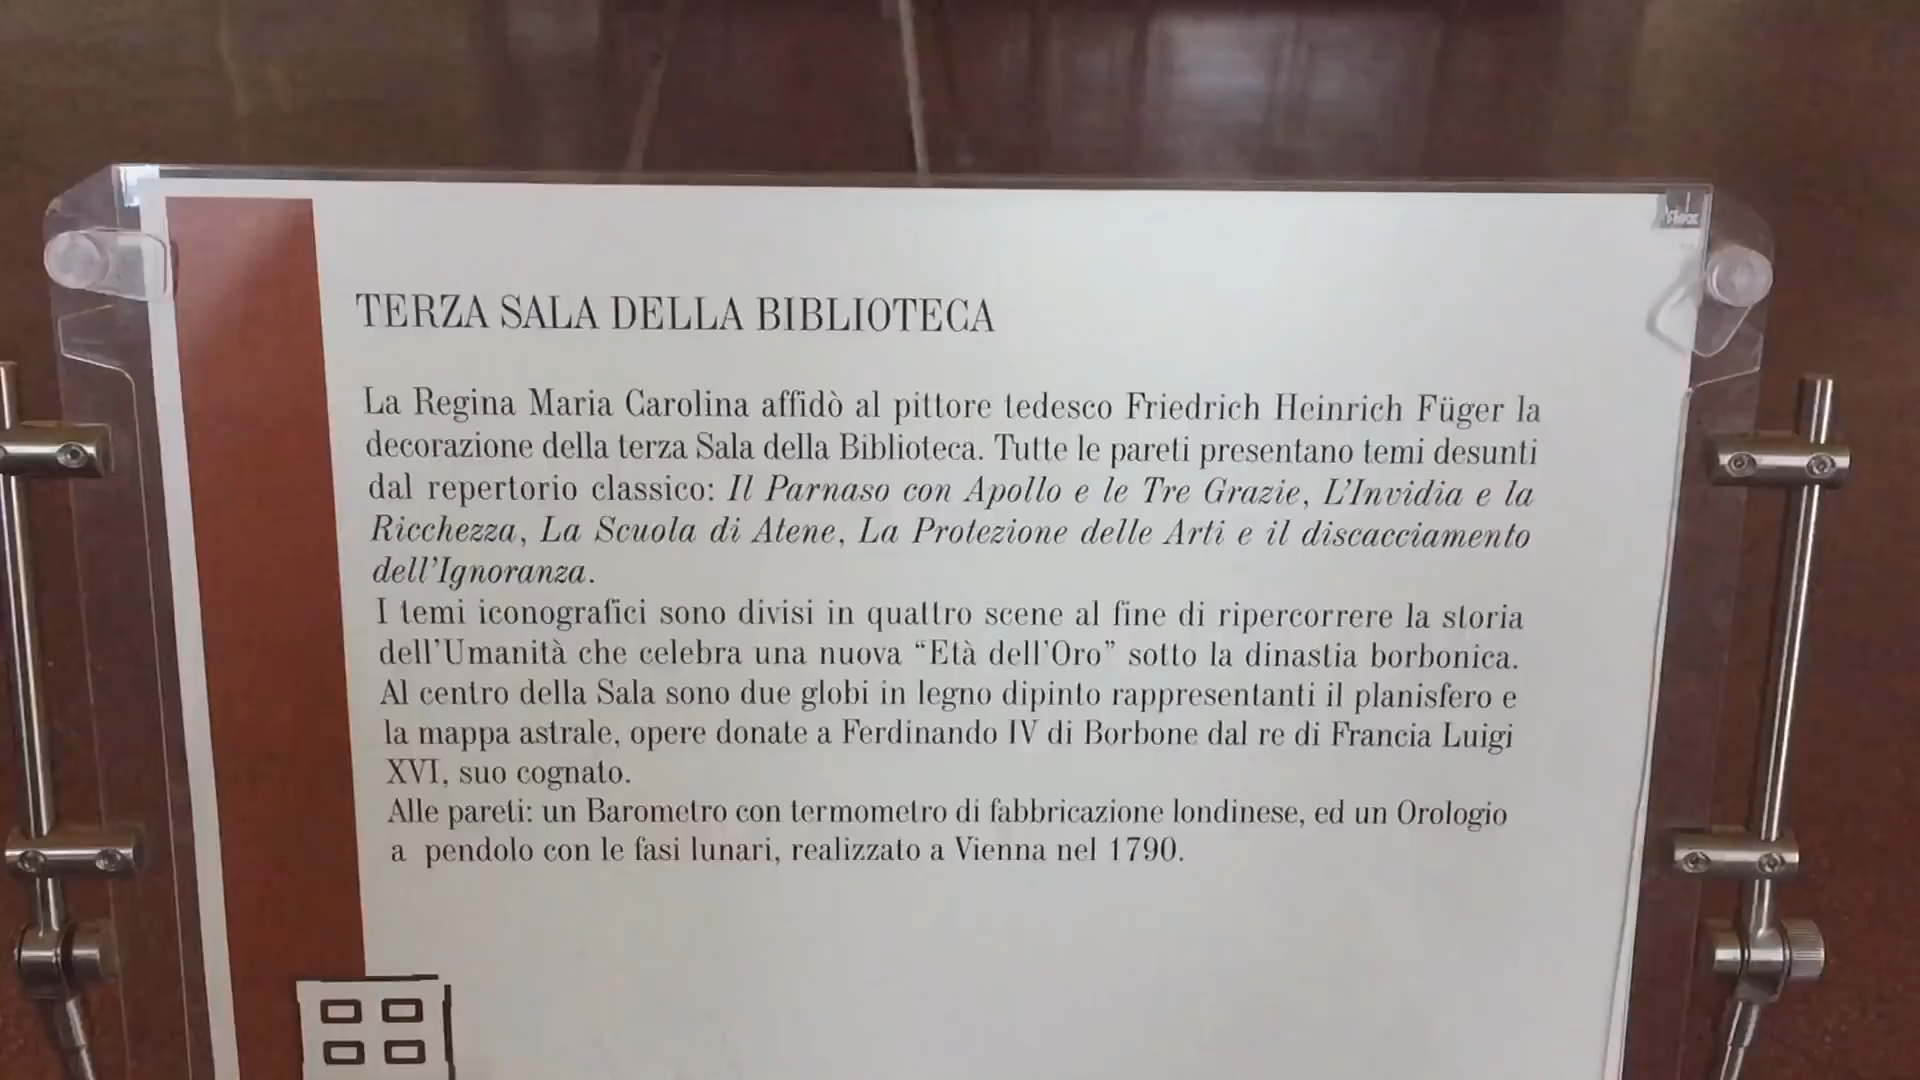 TERZA SALA DELLA BIBLIOTECA
La Regina Maria Carolina affidò al pittore tedesco Friedrich Heinrich Füger la
decorazione della terza Sala della Biblioteca. Tutte le pareti presentano temi desunti
dal repertorio classico: Il Parnaso con Apollo e le Tre Grazie, L'Invidia e la
Ricchezza, La Scuola di Atene, La Protezione delle Arti e il discacciamento
dell'Ignoranza.
I temi iconografici sono divisi in quattro scene al fine di ripercorrere la storia
dell'Umanità che celebra una nuova “Età dell'Oro” sotto la dinastia borbonica.
Al centro della Sala sono due globi in legno dipinto rappresentanti il planisfero e
la mappa astrale, opere donate a Ferdinando IV di Borbone dal re di Francia Luigi
XVI, suo cognato.
Alle pareti: un Barometro con termometro di fabbricazione londinese, ed un Orologio
a pendolo con le fasi lunari, realizzato a Vienna nel 1790.